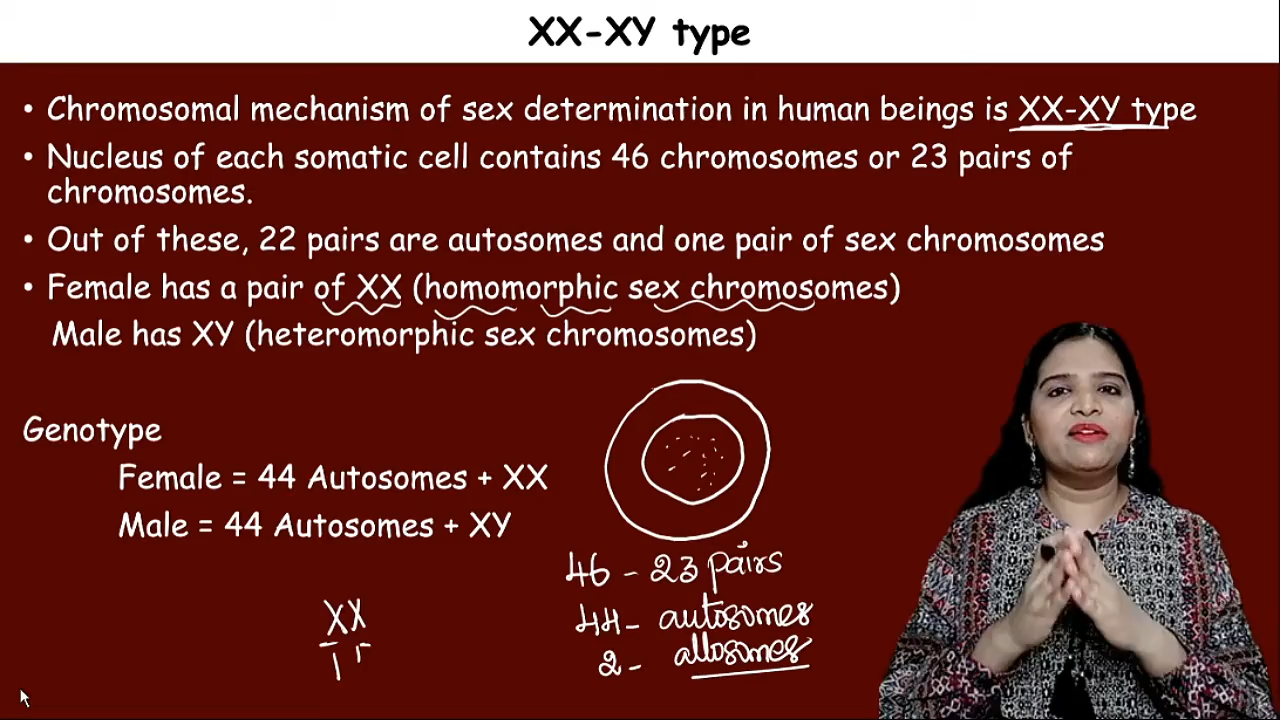 XX-XY type
• Chromosomal mechanism of sex determination in human beings is XX-XY type
• Nucleus of each somatic cell contains 46 chromosomes or 23 pairs of
chromosomes.
• Out of these, 22 pairs are autosomes and one pair of sex chromosomes
• Female has a pair of XX (homomorphic sex chromosomes)
Male has XY (heteromorphic sex chromosomes)
Genotype
Female = 44 Autosomes + XX
Male = 44 Autosomes + XY
46 - 23 pairs
44 - autosomes
2 - allosomes
XX